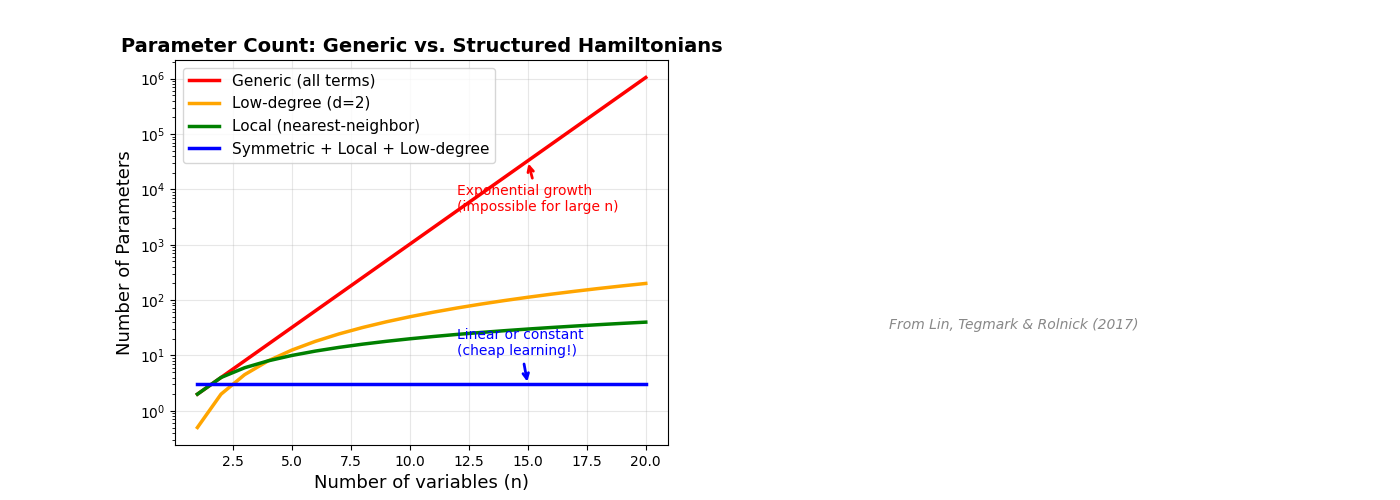 Parameter Count: Generic vs. Structured Hamiltonians
Generic (all terms)
Low-degree (d=2)
Local (nearest-neighbor)
Symmetric + Local + Low-degree
Exponential growth
(impossible for large n)
Linear or constant
(cheap learning!)
Number of Parameters
10⁶
10⁵
10⁴
10³
10²
10¹
10⁰
2.5 5.0 7.5 10.0 12.5 15.0 17.5 20.0
Number of variables (n)
From Lin, Tegmark & Rolnick (2017)